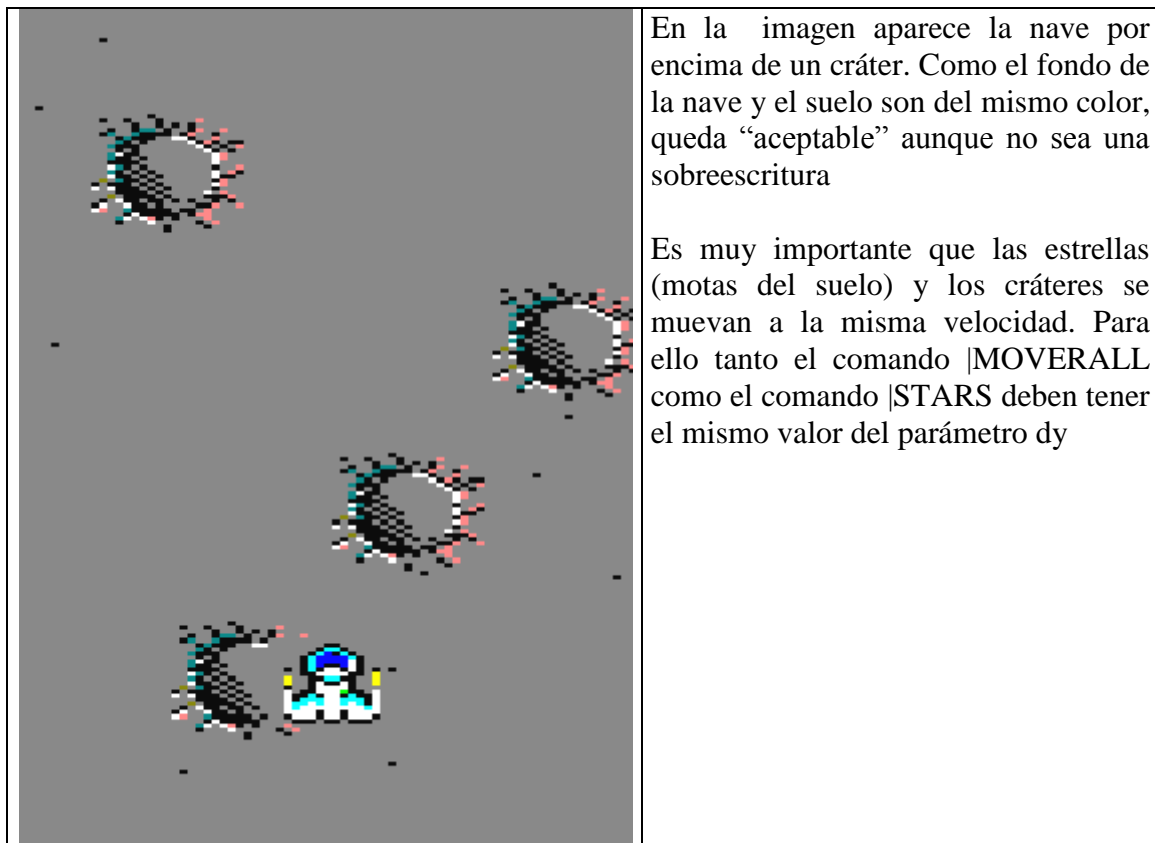 En la imagen aparece la nave por
encima de un cráter. Como el fondo de
la nave y el suelo son del mismo color,
queda “aceptable” aunque no sea una
sobreescritura
Es muy importante que las estrellas
(motas del suelo) y los cráteres se
muevan a la misma velocidad. Para
ello tanto el comando |MOVERALL
como el comando |STARS deben tener
el mismo valor del parámetro dy